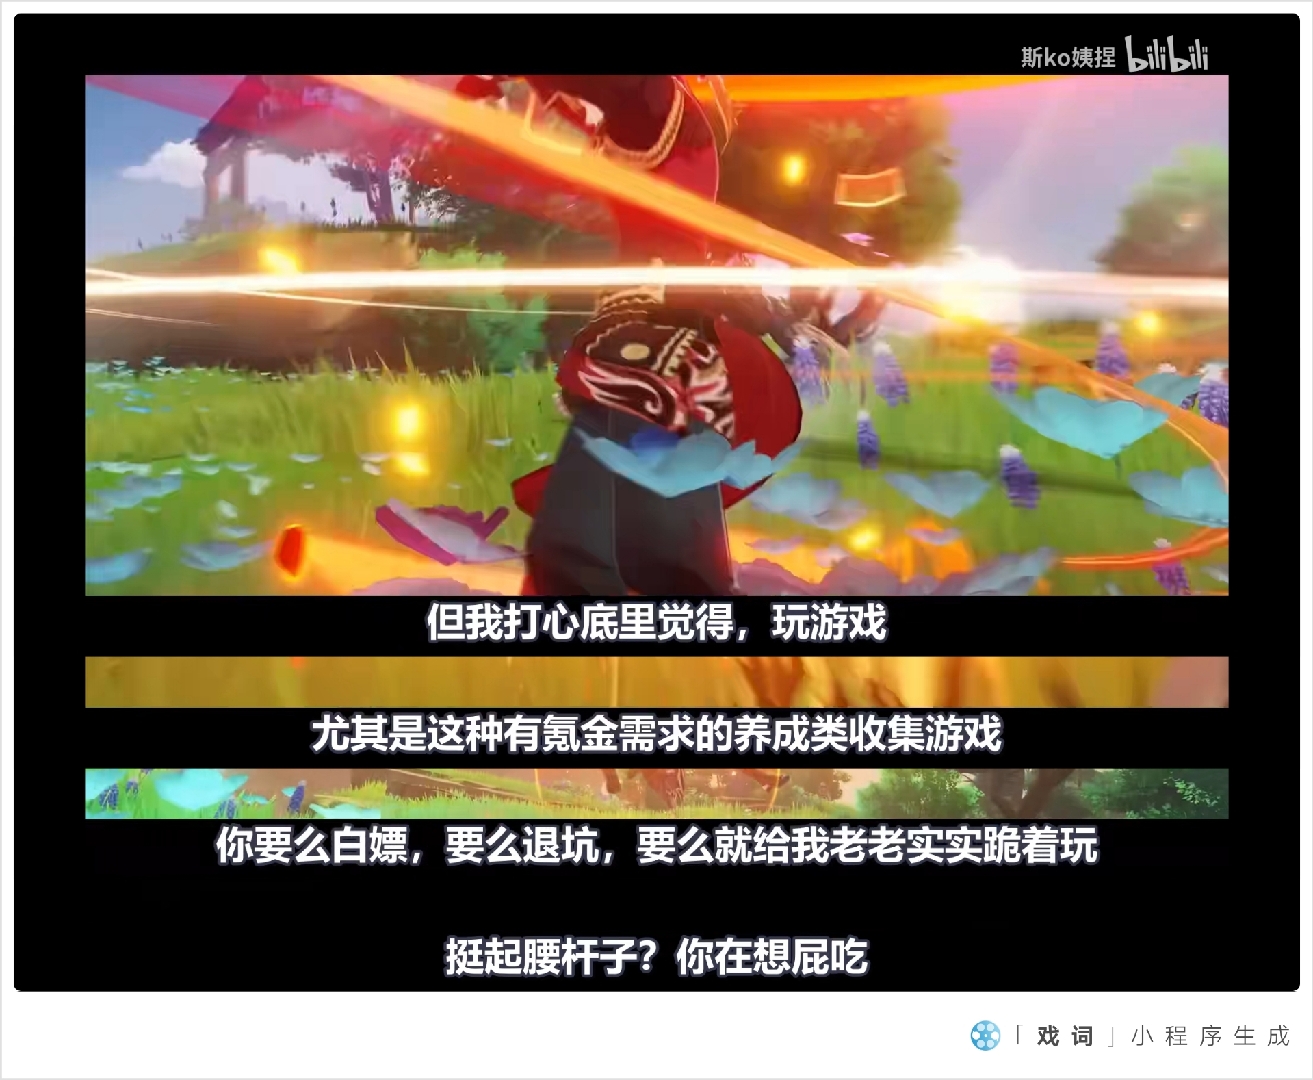 斯ko姨捏 bilibili
但我打心底里觉得，玩游戏
尤其是这种有氪金需求的养成类收集游戏
你要么白嫖，要么退坑，要么就给我老老实实跪着玩
挺起腰杆子？你在想屁吃
「戏词」小程序生成